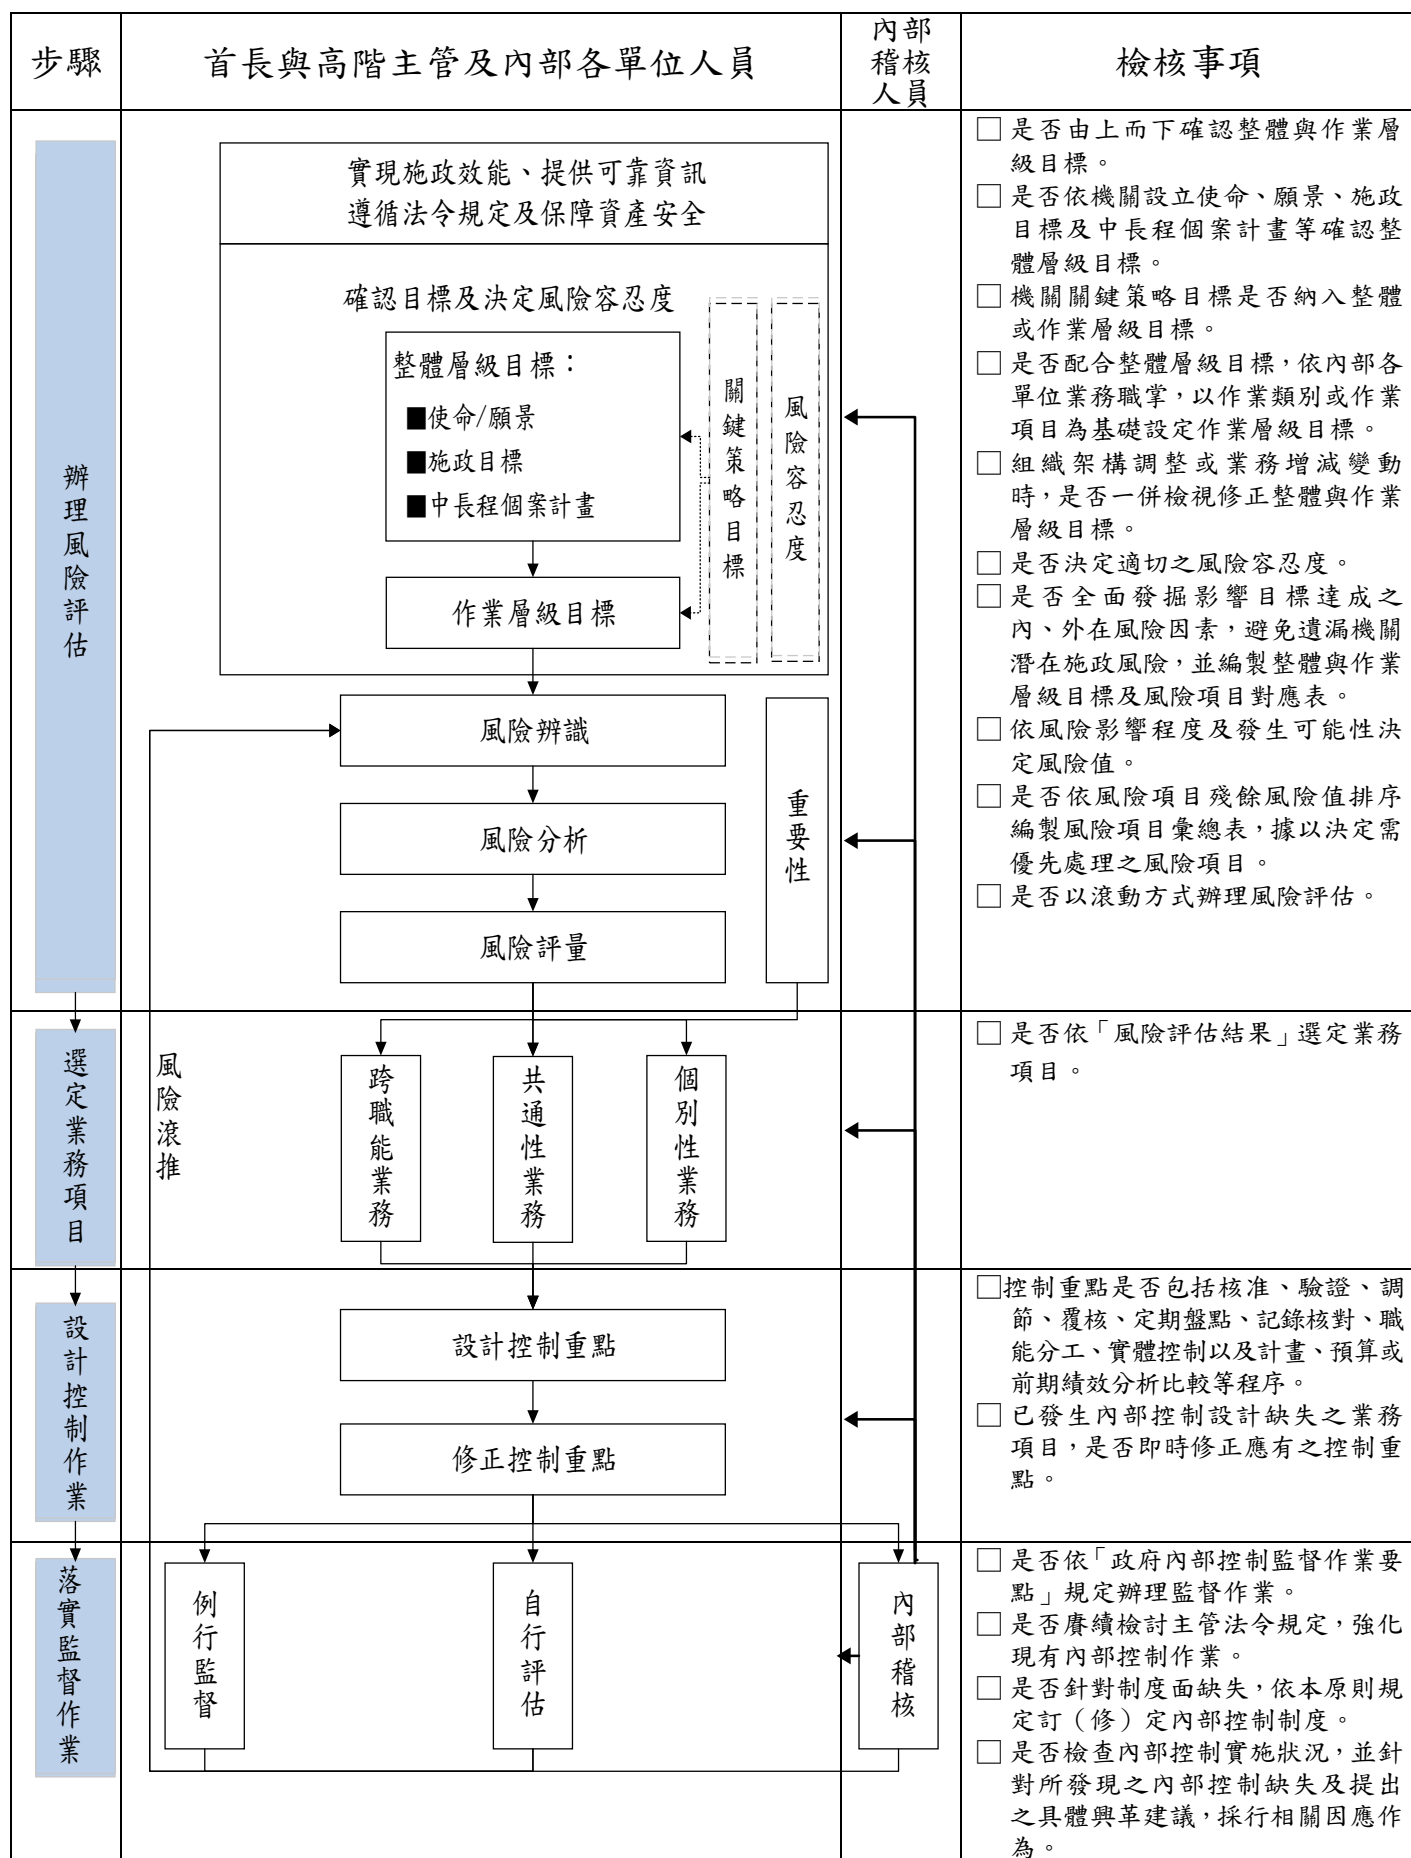 步驟
首長與高階主管及內部各單位人員
內部
稽核
人員
檢核事項
辦理風險評估
實現施政效能、提供可靠資訊
遵循法令規定及保障資產安全
確認目標及決定風險容忍度
整體層級目標：
■使命/願景
■施政目標
■中長程個案計畫
關鍵策略目標
風險容忍度
作業層級目標
風險辨識
風險分析
風險評量
重要性
□是否由上而下確認整體與作業層
級目標。
□是否依機關設立使命、願景、施政
目標及中長程個案計畫等確認整
體層級目標。
□機關關鍵策略目標是否納入整體
或作業層級目標。
□是否配合整體層級目標，依內部各
單位業務職掌，以作業類別或作業
項目為基礎設定作業層級目標。
□組織架構調整或業務增減變動
時，是否一併檢視修正整體與作業
層級目標。
□是否決定適切之風險容忍度。
□是否全面發掘影響目標達成之
內、外在風險因素，避免遺漏機關
潛在施政風險，並編製整體與作業
層級目標及風險項目對應表。
□依風險影響程度及發生可能性決
定風險值。
□是否依風險項目殘餘風險值排序
編製風險項目彙總表，據以決定需
優先處理之風險項目。
□是否以滾動方式辦理風險評估。
選定業務項目
風險滾推
跨職能業務
共通性業務
個別性業務
□是否依「風險評估結果」選定業務
項目。
設計控制作業
設計控制重點
修正控制重點
□控制重點是否包括核准、驗證、調
節、覆核、定期盤點、記錄核對、職
能分工、實體控制以及計畫、預算或
前期績效分析比較等程序。
□已發生內部控制設計缺失之業務
項目，是否即時修正應有之控制重
點。
落實監督作業
例行監督
自行評估
內部稽核
□是否依「政府內部控制監督作業要
點」規定辦理監督作業。
□是否賡續檢討主管法令規定，強化
現有內部控制作業。
□是否針對制度面缺失，依本原則規
定訂（修）定內部控制制度。
□是否檢查內部控制實施狀況，並針
對所發現之內部控制缺失及提出
之具體興革建議，採行相關因應作
為。